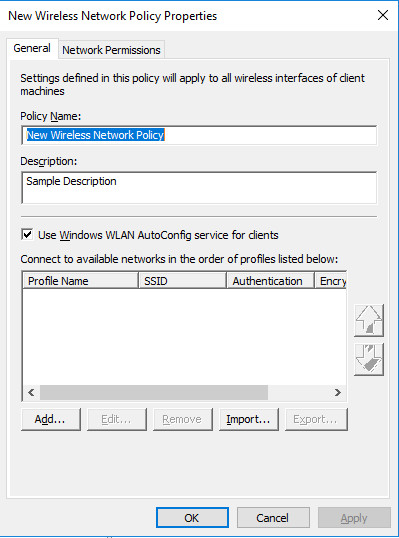 New Wireless Network Policy Properties
General Network Permissions
Settings defined in this policy will apply to all wireless interfaces of client
machines
Policy Name:
New Wireless Network Policy
Description:
Sample Description
Use Windows WLAN AutoConfig service for clients
Connect to available networks in the order of profiles listed below:
Profile Name SSID Authentication Encry
Add... Edit... Remove Import... Export...
OK Cancel Apply